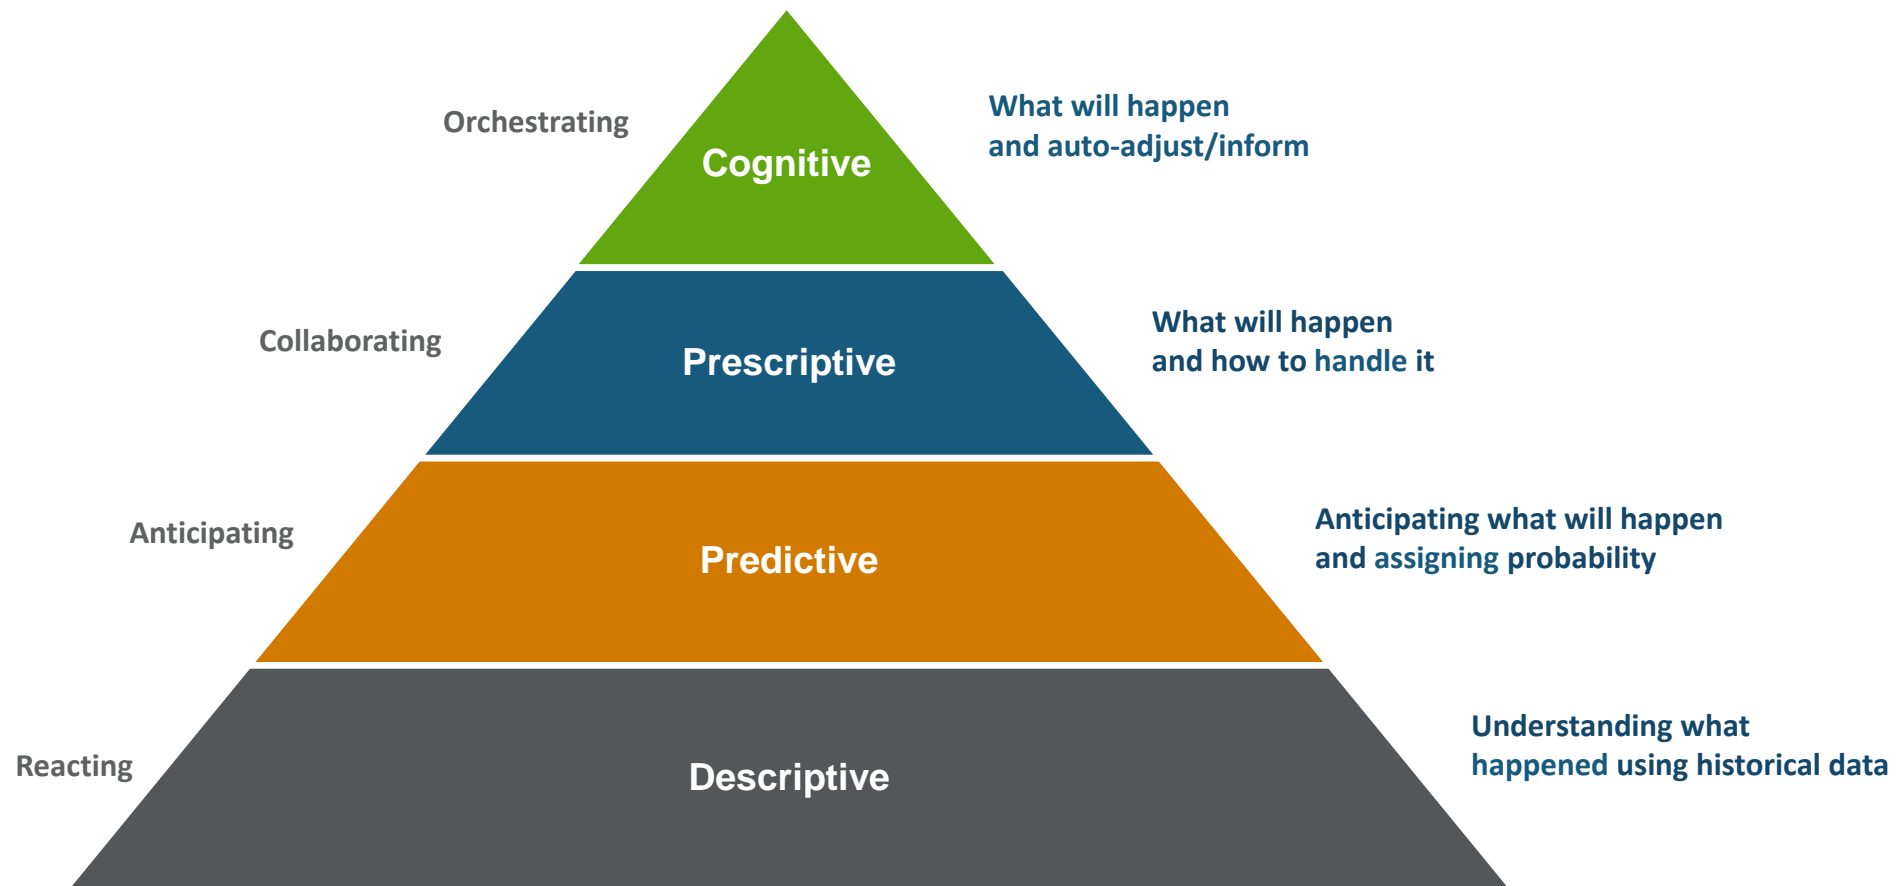 Orchestrating
Cognitive
What will happen
and auto-adjust/inform
Collaborating
Prescriptive
What will happen
and how to handle it
Anticipating
Predictive
Anticipating what will happen
and assigning probability
Reacting
Descriptive
Understanding what
happened using historical data